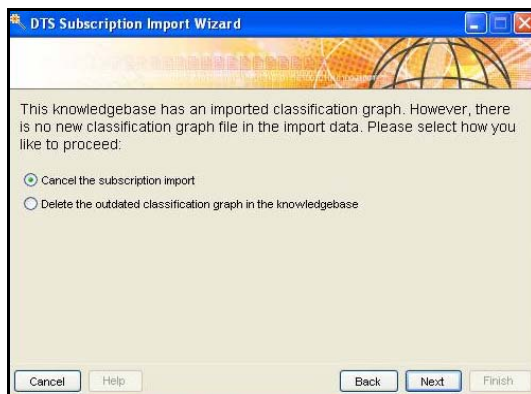 DTS Subscription Import Wizard
This knowledgebase has an imported classification graph. However, there
is no new classification graph file in the import data. Please select how you
like to proceed:
Cancel the subscription import
Delete the outdated classification graph in the knowledgebase
Cancel
Help
Back
Next
Finish